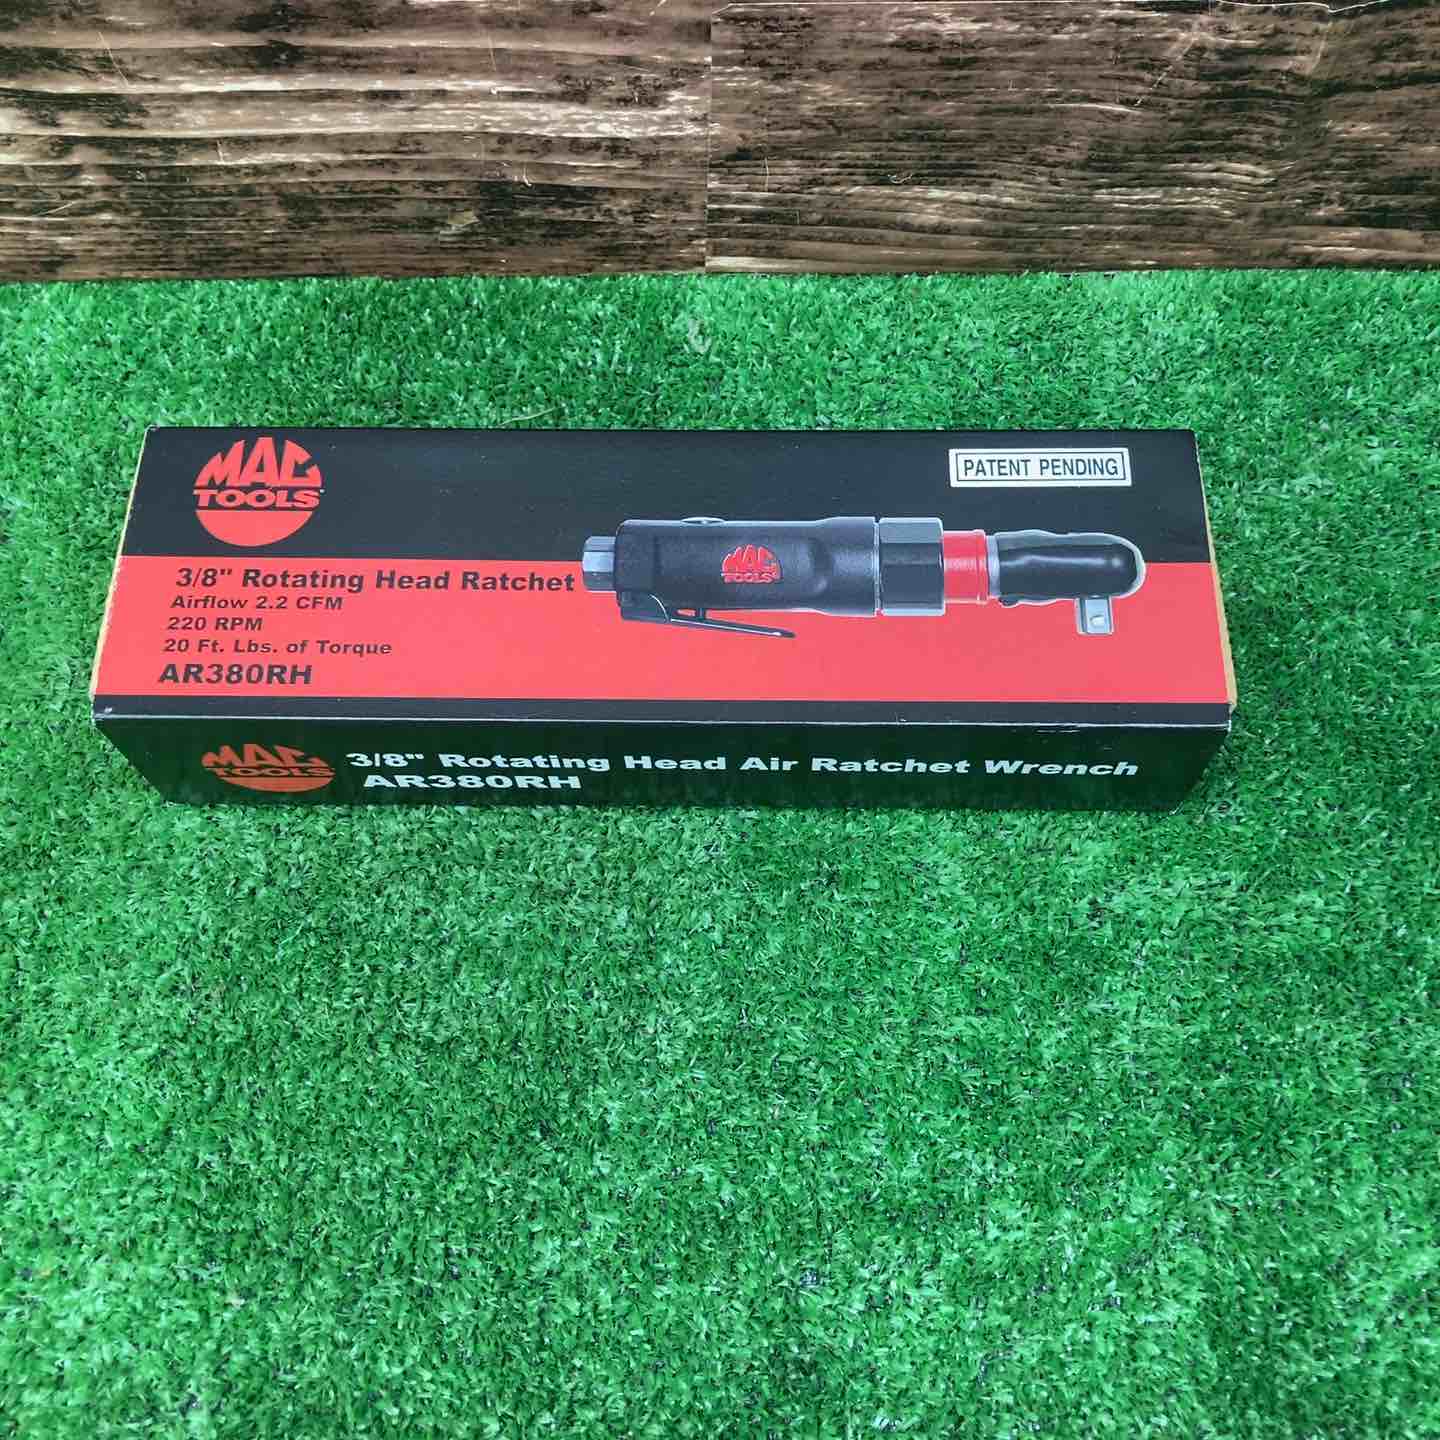 MAC
TOOLS®
PATENT PENDING
MAC
TOOLS®
3/8" Rotating Head Ratchet
Airflow 2.2 CFM
220 RPM
20 Ft. Lbs. of Torque
AR380RH
MAC
TOOLS
3/8" Rotating Head Air Ratchet Wrench
AR380RH